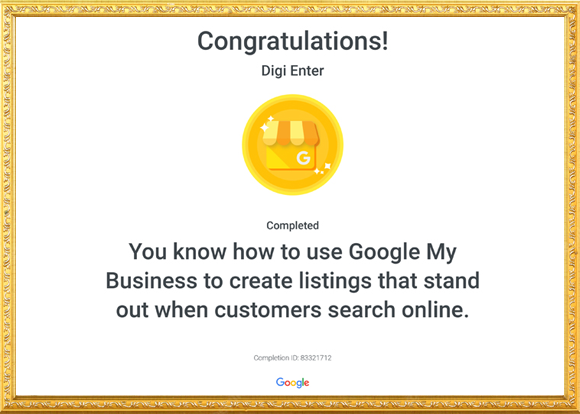 Congratulations!
Digi Enter
G
Completed
You know how to use Google My
Business to create listings that stand
out when customers search online.
Completion ID: 83321712
Google